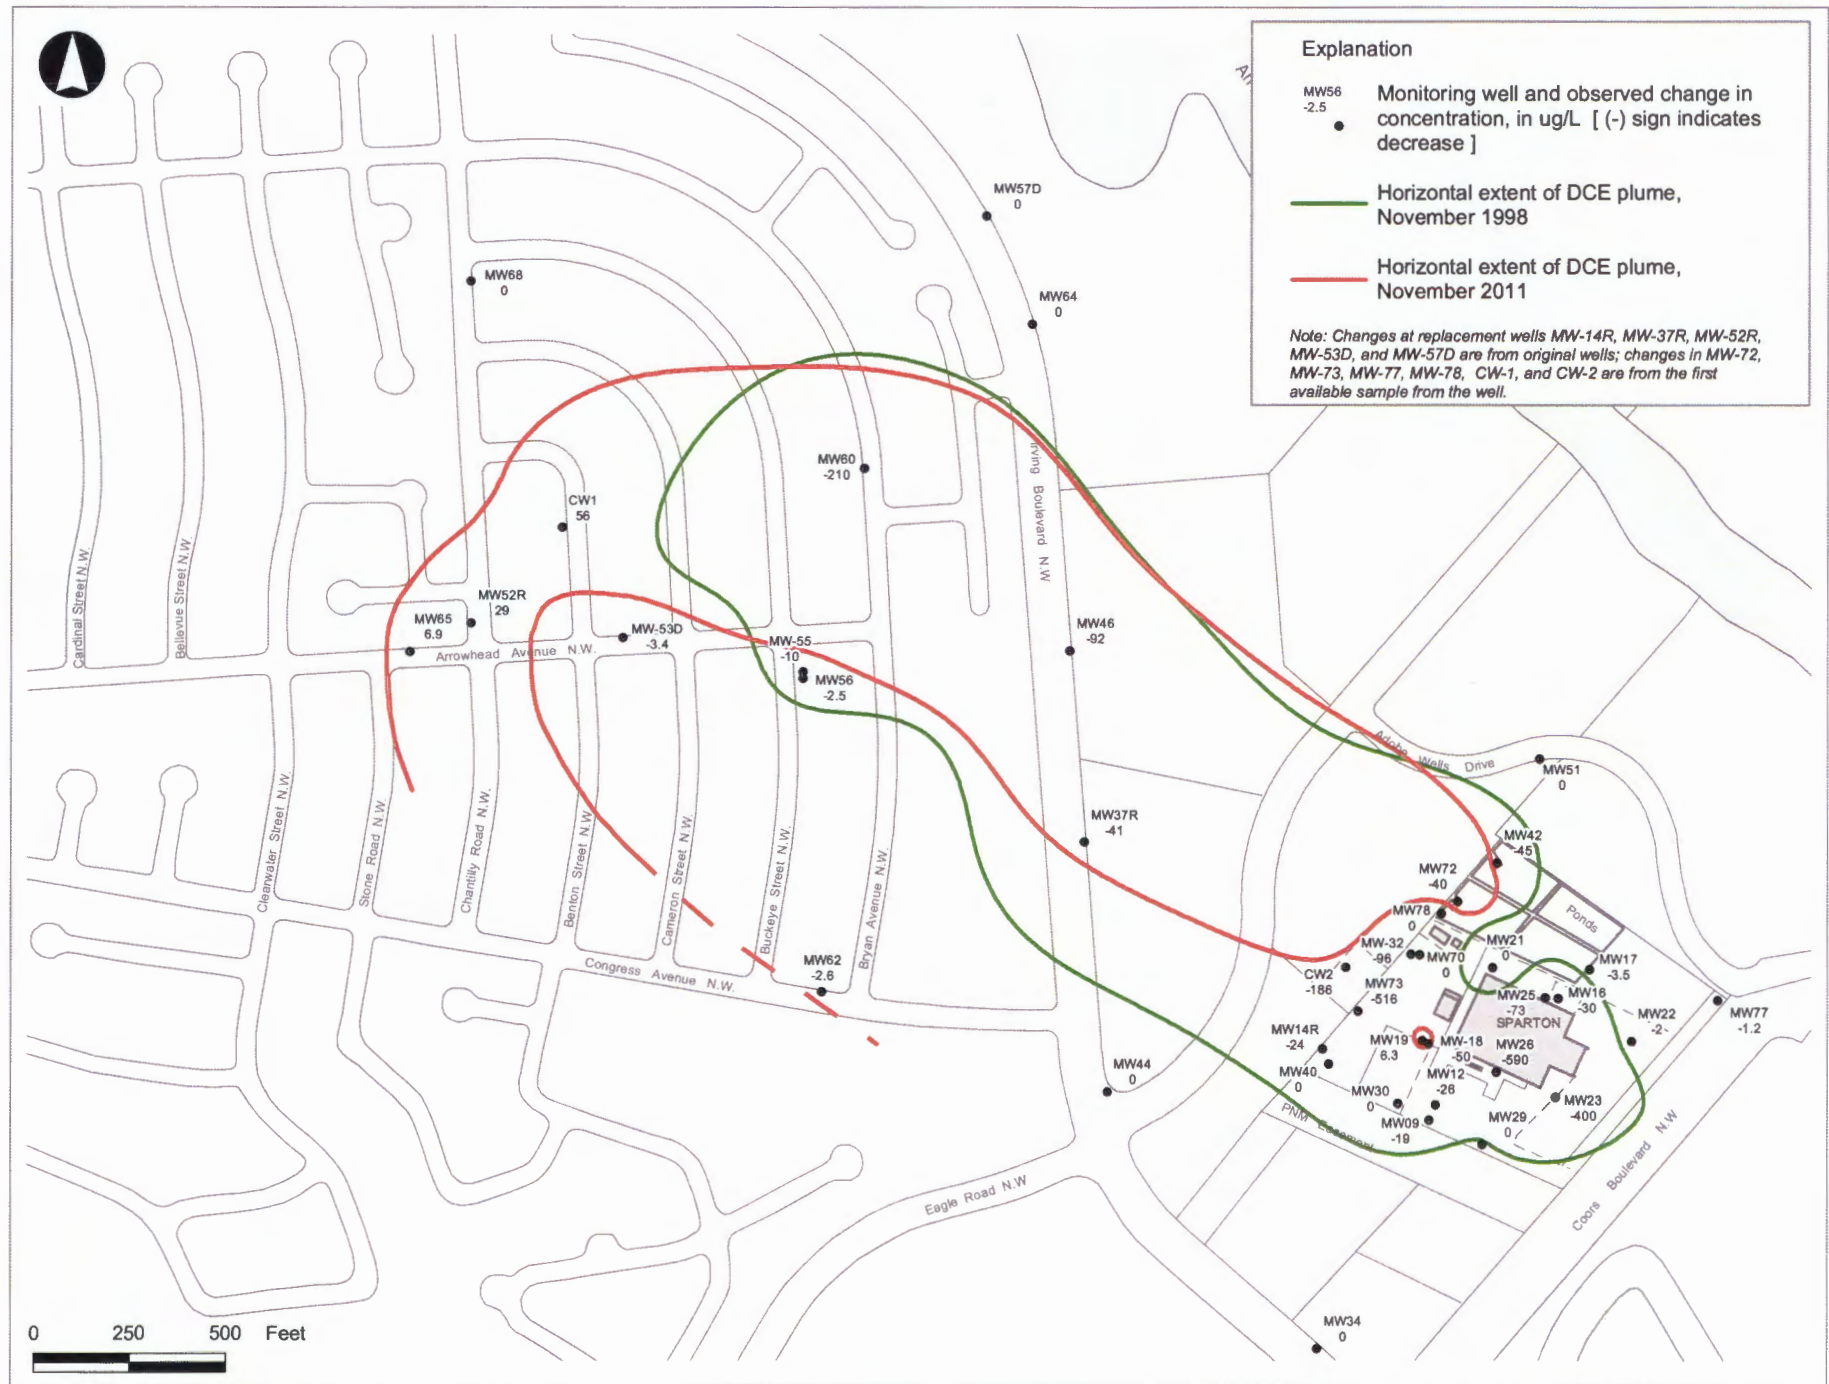 Explanation
MW56
-2.5
Monitoring well and observed change in
concentration, in ug/L [ (-) sign indicates
decrease ]
Horizontal extent of DCE plume,
November 1998
Horizontal extent of DCE plume,
November 2011
Note: Changes at replacement wells MW-14R, MW-37R, MW-52R,
MW-53D, and MW-57D are from original wells; changes in MW-72,
MW-73, MW-77, MW-78, CW-1, and CW-2 are from the first
available sample from the well.
MW57D
0
MW68
0
MW64
0
MW60
-210
CW1
56
Irving Boulevard N.W
Cardinal Street N.W.
Bellevue Street N.W.
MW52R
29
MW65
6.9
MW-53D
-3.4
Arrowhead Avenue N.W.
MW-55
-10
MW56
-2.5
MW46
-92
Adobe Wells Drive
MW51
0
MW37R
-41
MW42
-45
MW72
-40
MW78
0
Ponds
Clearwater Street N.W.
Stone Road N.W.
Chantilly Road N.W.
Benton Street N.W.
Cameron Street N.W.
Buckeye Street N.W.
Bryan Avenue N.W.
MW-32
-96
MW70
0
MW21
0
MW17
-3.5
CW2
-186
MW73
-516
MW25
-73
MW16
-30
MW22
-2
MW77
-1.2
SPARTON
MW62
-2.6
Congress Avenue N.W.
MW14R
-24
MW19
6.3
MW-18
-50
MW26
-590
MW40
0
MW12
-26
MW44
0
MW30
0
MW09
-19
MW29
0
MW23
-400
PNM Easement
Coors Boulevard N.W
Eagle Road N.W
MW34
0
0 250 500 Feet